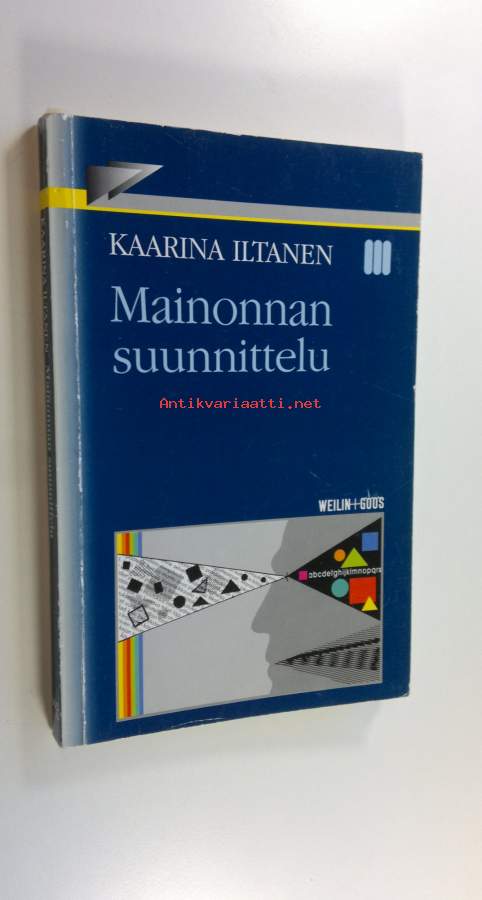 KAARINA ILTANEN
Mainonnan
suunnittelu
Antikvariaatti.net
WEILIN+GÖÖS
abcdefghijklmnopqrs
KAARINA ILTANEN Mainonnan suunnittelu